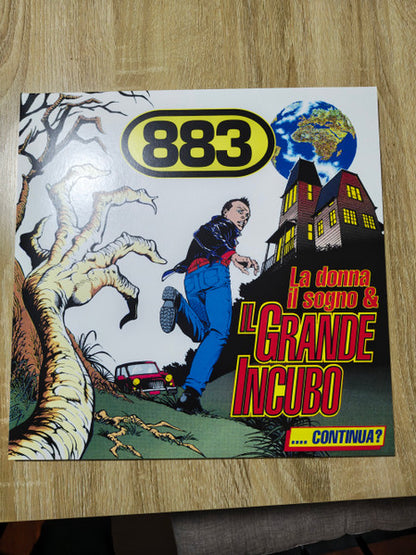 883
La donna
il sogno &
IL GRANDE
INCUBO
.... CONTINUA?